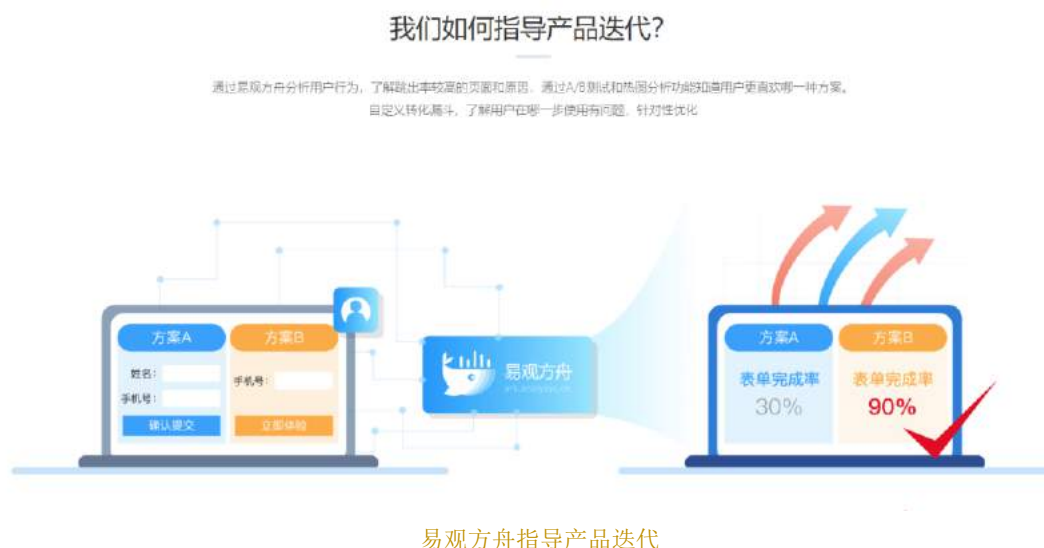 我们如何指导产品迭代？
通过易观方舟分析用户行为，了解跳出率较高的页面和原因，通过A/B测试和热图分析功能知道用户更喜欢哪一种方案。
自定义转化漏斗，了解用户在哪一步使用有问题，针对性优化
方案A
方案B
姓名：
手机号：
确认提交
手机号：
立即体验
易观方舟
方案A
方案B
表单完成率
30%
表单完成率
90%
易观方舟指导产品迭代